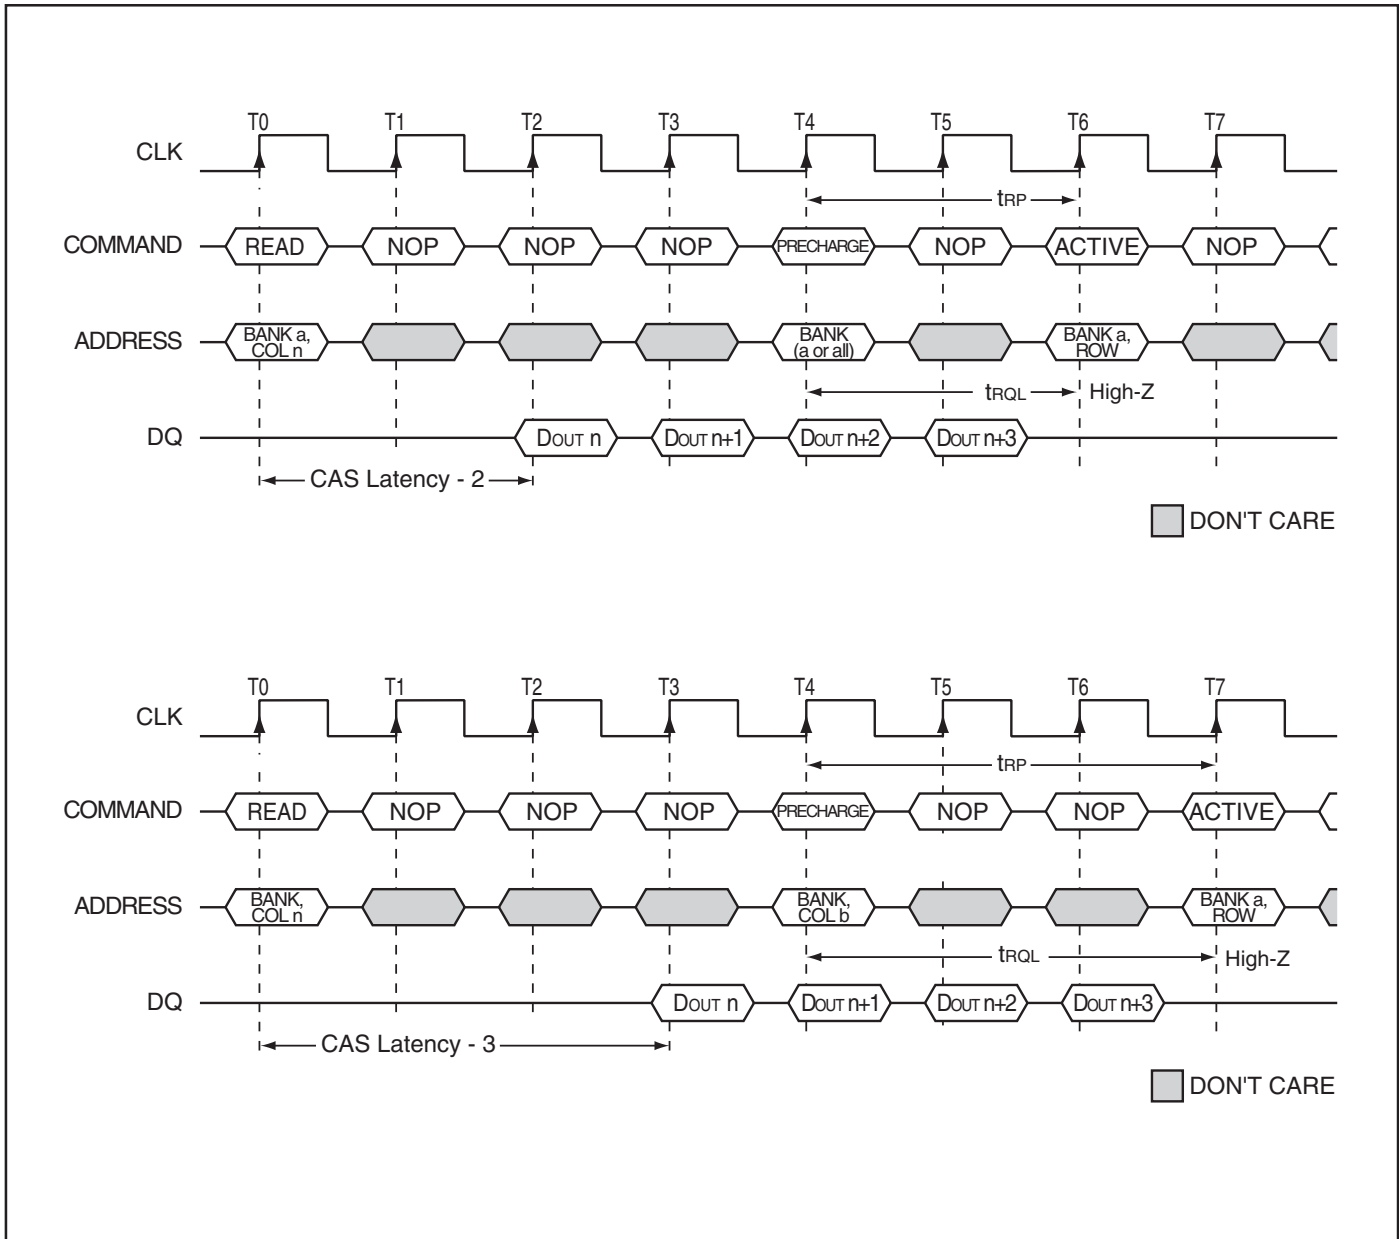 T0 T1 T2 T3 T4 T5 T6 T7
CLK
tRP
COMMAND READ NOP NOP NOP PRECHARGE NOP ACTIVE NOP
ADDRESS BANK a, COL n BANK (a or all) BANK a, ROW
tRQL High-Z
DQ DOUT n DOUT n+1 DOUT n+2 DOUT n+3
CAS Latency - 2
DON'T CARE
T0 T1 T2 T3 T4 T5 T6 T7
CLK
tRP
COMMAND READ NOP NOP NOP PRECHARGE NOP NOP ACTIVE
ADDRESS BANK, COL n BANK, COL b BANK a, ROW
tRQL High-Z
DQ DOUT n DOUT n+1 DOUT n+2 DOUT n+3
CAS Latency - 3
DON'T CARE